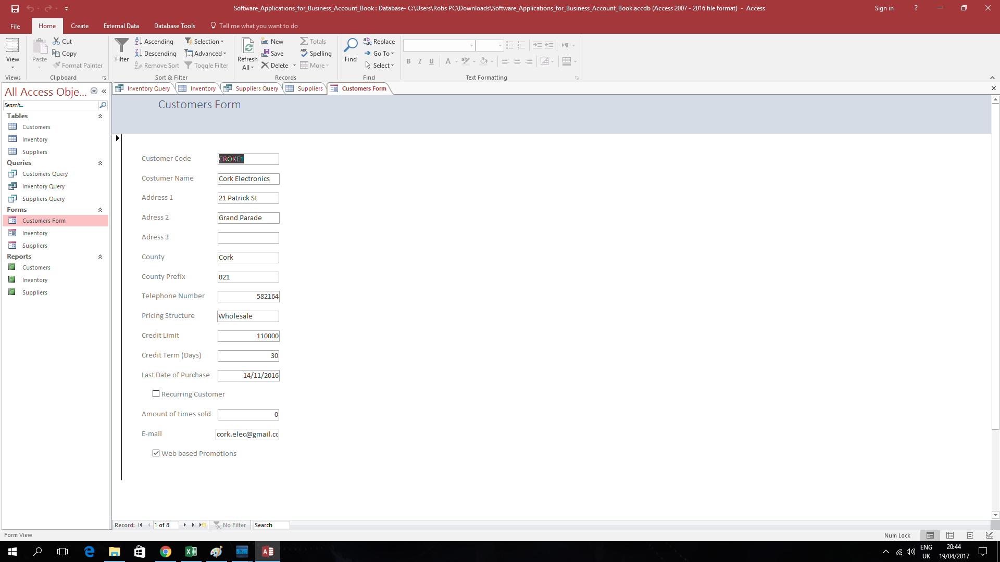 Software_Applications_for_Business_Account_Book : Database- C:\Users\Robs PC\Downloads\Software_Applications_for_Business_Account_Book.accdb (Access 2007 - 2016 file format) - Access
Sign in ?
File Home Create External Data Database Tools Tell me what you want to do
View
Views
Paste
Cut
Copy
Format Painter
Clipboard
Filter
Ascending
Descending
Remove Sort
Selection
Advanced
Toggle Filter
Sort & Filter
Refresh All
New
Save
Delete
Totals
Spelling
More
Records
Find
Replace
Go To
Select
Find
B I U A
Text Formatting
All Access Obje...
Search...
Tables
Customers
Inventory
Suppliers
Queries
Customers Query
Inventory Query
Suppliers Query
Forms
Customers Form
Inventory
Suppliers
Reports
Customers
Inventory
Suppliers
Inventory Query Inventory Suppliers Query Suppliers Customers Form
Customers Form
Customer Code CROKE1
Costumer Name Cork Electronics
Address 1 21 Patrick St
Adress 2 Grand Parade
Adress 3
County Cork
County Prefix 021
Telephone Number 582164
Pricing Structure Wholesale
Credit Limit 110000
Credit Term (Days) 30
Last Date of Purchase 14/11/2016
Recurring Customer
Amount of times sold 0
E-mail cork.elec@gmail.cc
Web based Promotions
Record: 1 of 8 No Filter Search
Form View Num Lock
ENG
UK
20:44
19/04/2017